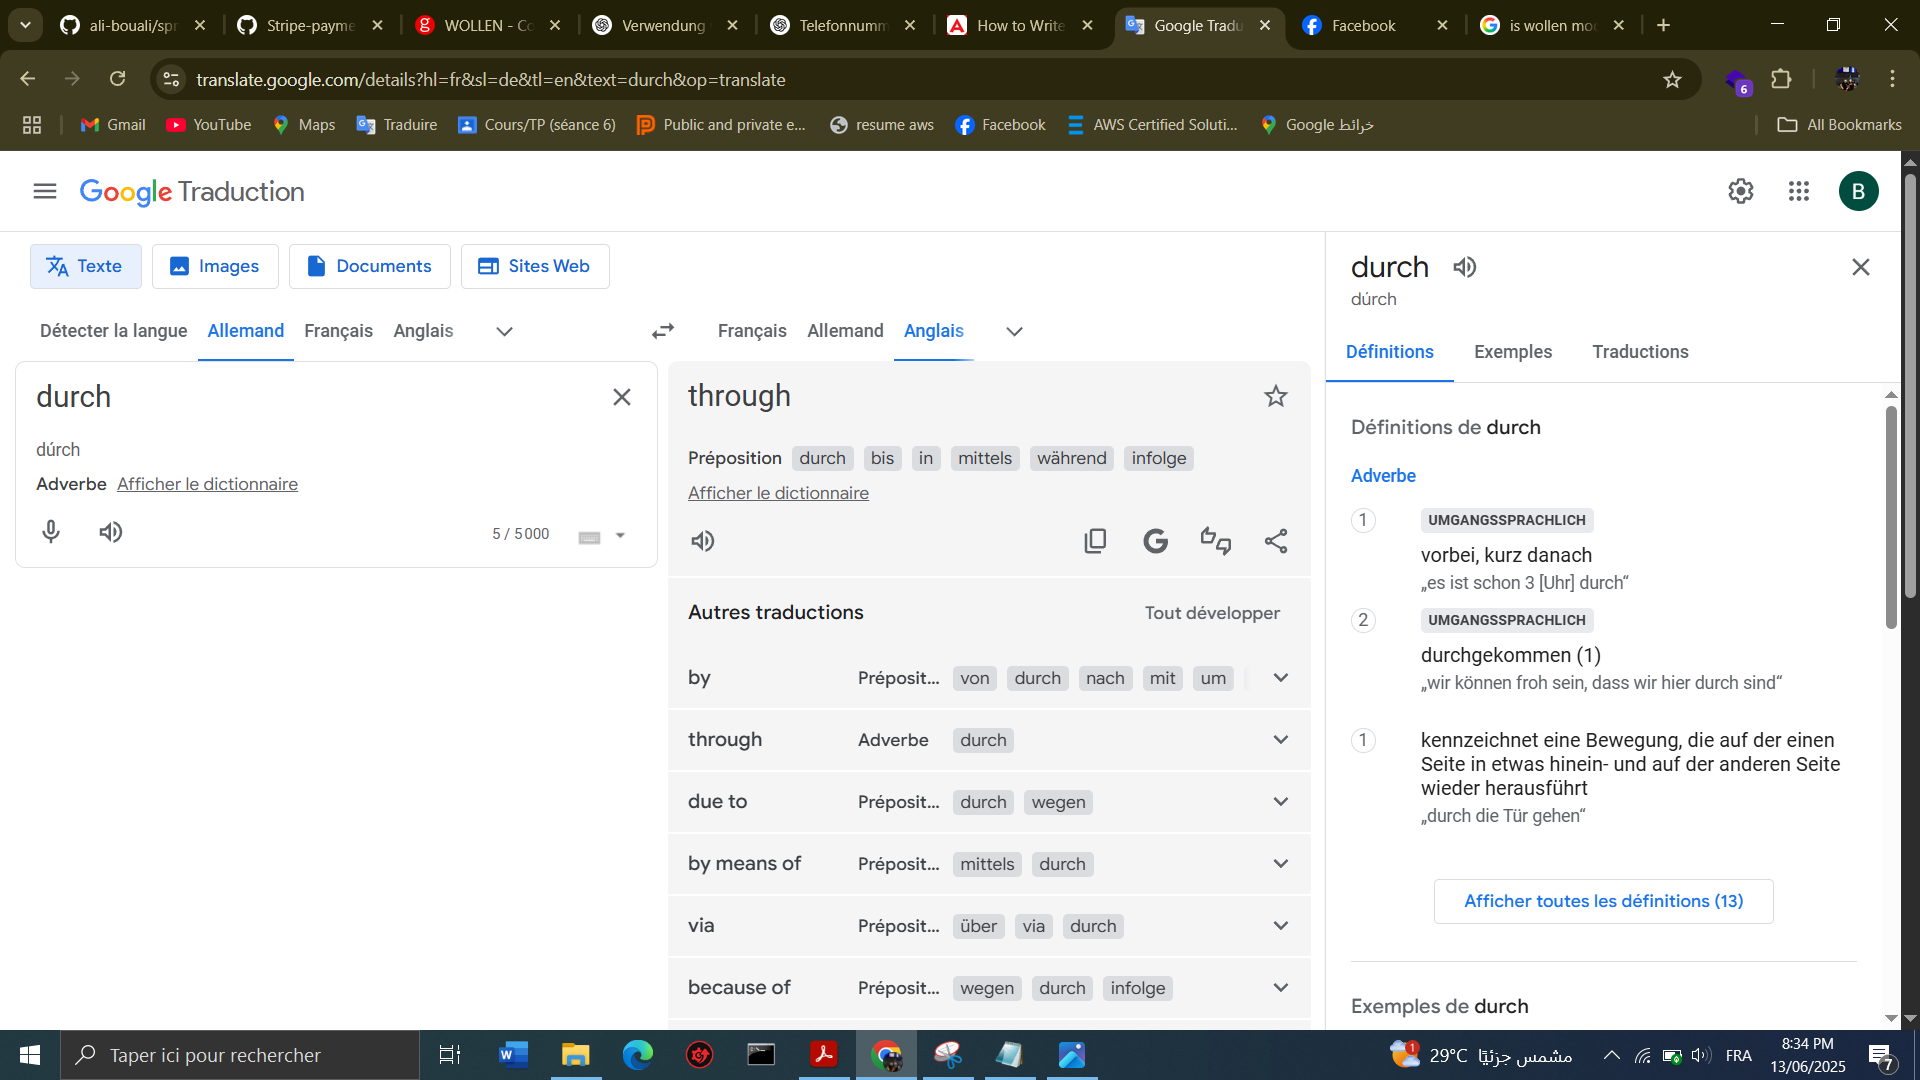 ali-bouali/spr
Stripe-payme
WOLLEN - Co
Verwendung
Telefonnumm
How to Write
Google Tradu
Facebook
is wollen mod
translate.google.com/details?hl=fr&sl=de&tl=en&text=durch&op=translate
6
Gmail
YouTube
Maps
Traduire
Cours/TP (séance 6)
Public and private e...
resume aws
Facebook
AWS Certified Soluti...
خرائط Google
All Bookmarks
Google Traduction
B
Texte
Images
Documents
Sites Web
Détecter la langue
Allemand
Français
Anglais
Français
Allemand
Anglais
durch
dúrch
Adverbe Afficher le dictionnaire
5 / 5 000
through
Préposition durch bis in mittels während infolge
Afficher le dictionnaire
Autres traductions
Tout développer
by Préposit... von durch nach mit um
through Adverbe durch
due to Préposit... durch wegen
by means of Préposit... mittels durch
via Préposit... über via durch
because of Préposit... wegen durch infolge
durch
dúrch
Définitions
Exemples
Traductions
Définitions de durch
Adverbe
1 UMGANGSSPRACHLICH
vorbei, kurz danach
„es ist schon 3 [Uhr] durch“
2 UMGANGSSPRACHLICH
durchgekommen (1)
„wir können froh sein, dass wir hier durch sind“
1 kennzeichnet eine Bewegung, die auf der einen
Seite in etwas hinein- und auf der anderen Seite
wieder herausführt
„durch die Tür gehen“
Afficher toutes les définitions (13)
Exemples de durch
Taper ici pour rechercher
1
29°C مشمس جزئيًا
FRA
8:34 PM
13/06/2025
7